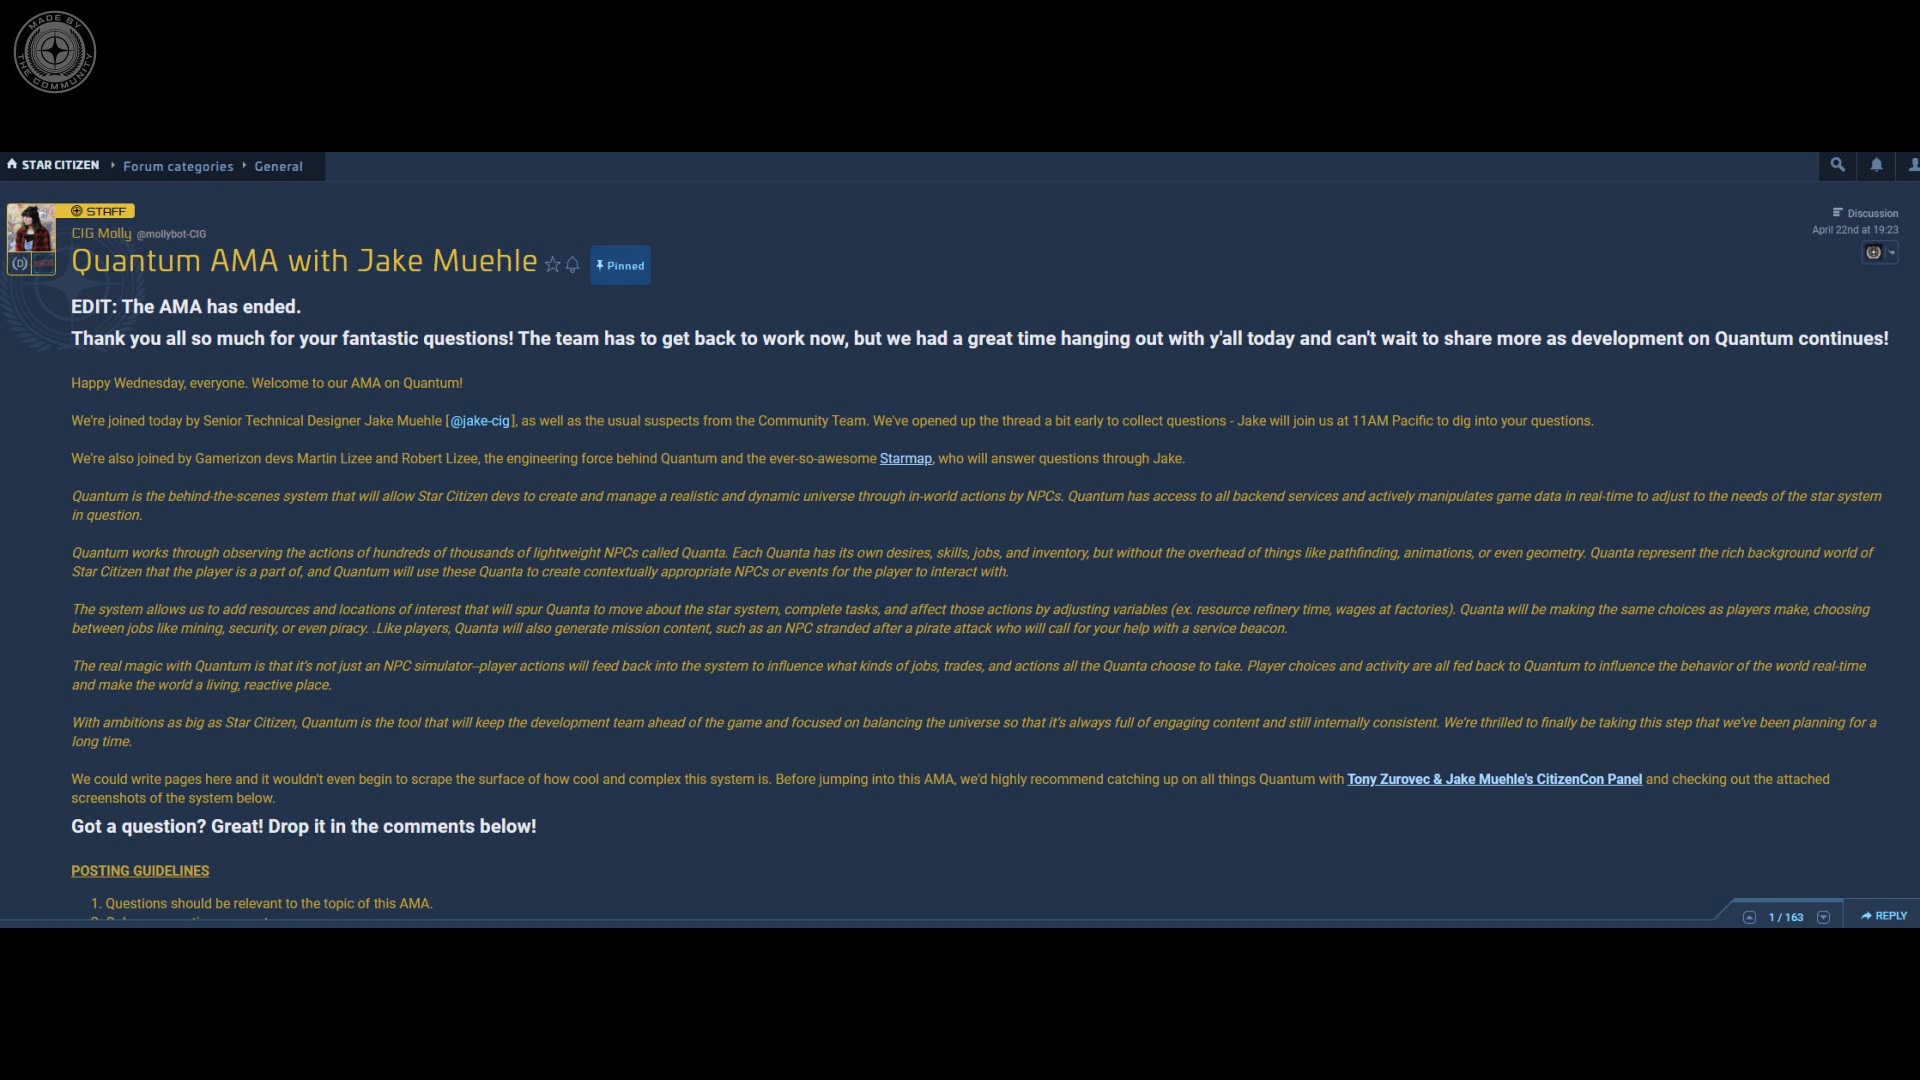 MADE BY
THE COMMUNITY
STAR CITIZEN Forum categories General
STAFF
CIG Molly @mollybot-CIG
Discussion
April 22nd at 19:23
Quantum AMA with Jake Muehle Pinned
EDIT: The AMA has ended.
Thank you all so much for your fantastic questions! The team has to get back to work now, but we had a great time hanging out with y'all today and can't wait to share more as development on Quantum continues!
Happy Wednesday, everyone. Welcome to our AMA on Quantum!
We're joined today by Senior Technical Designer Jake Muehle [@jake-cig], as well as the usual suspects from the Community Team. We've opened up the thread a bit early to collect questions - Jake will join us at 11AM Pacific to dig into your questions.
We're also joined by Gamerizon devs Martin Lizee and Robert Lizee, the engineering force behind Quantum and the ever-so-awesome Starmap, who will answer questions through Jake.
Quantum is the behind-the-scenes system that will allow Star Citizen devs to create and manage a realistic and dynamic universe through in-world actions by NPCs. Quantum has access to all backend services and actively manipulates game data in real-time to adjust to the needs of the star system
in question.
Quantum works through observing the actions of hundreds of thousands of lightweight NPCs called Quanta. Each Quanta has its own desires, skills, jobs, and inventory, but without the overhead of things like pathfinding, animations, or even geometry. Quanta represent the rich background world of
Star Citizen that the player is a part of, and Quantum will use these Quanta to create contextually appropriate NPCs or events for the player to interact with.
The system allows us to add resources and locations of interest that will spur Quanta to move about the star system, complete tasks, and affect those actions by adjusting variables (ex. resource refinery time, wages at factories). Quanta will be making the same choices as players make, choosing
between jobs like mining, security, or even piracy. .Like players, Quanta will also generate mission content, such as an NPC stranded after a pirate attack who will call for your help with a service beacon.
The real magic with Quantum is that it's not just an NPC simulator–player actions will feed back into the system to influence what kinds of jobs, trades, and actions all the Quanta choose to take. Player choices and activity are all fed back to Quantum to influence the behavior of the world real-time
and make the world a living, reactive place.
With ambitions as big as Star Citizen, Quantum is the tool that will keep the development team ahead of the game and focused on balancing the universe so that it's always full of engaging content and still internally consistent. We're thrilled to finally be taking this step that we've been planning for a
long time.
We could write pages here and it wouldn't even begin to scrape the surface of how cool and complex this system is. Before jumping into this AMA, we'd highly recommend catching up on all things Quantum with Tony Zurovec & Jake Muehle's CitizenCon Panel and checking out the attached
screenshots of the system below.
Got a question? Great! Drop it in the comments below!
POSTING GUIDELINES
1. Questions should be relevant to the topic of this AMA.
1 / 163 REPLY